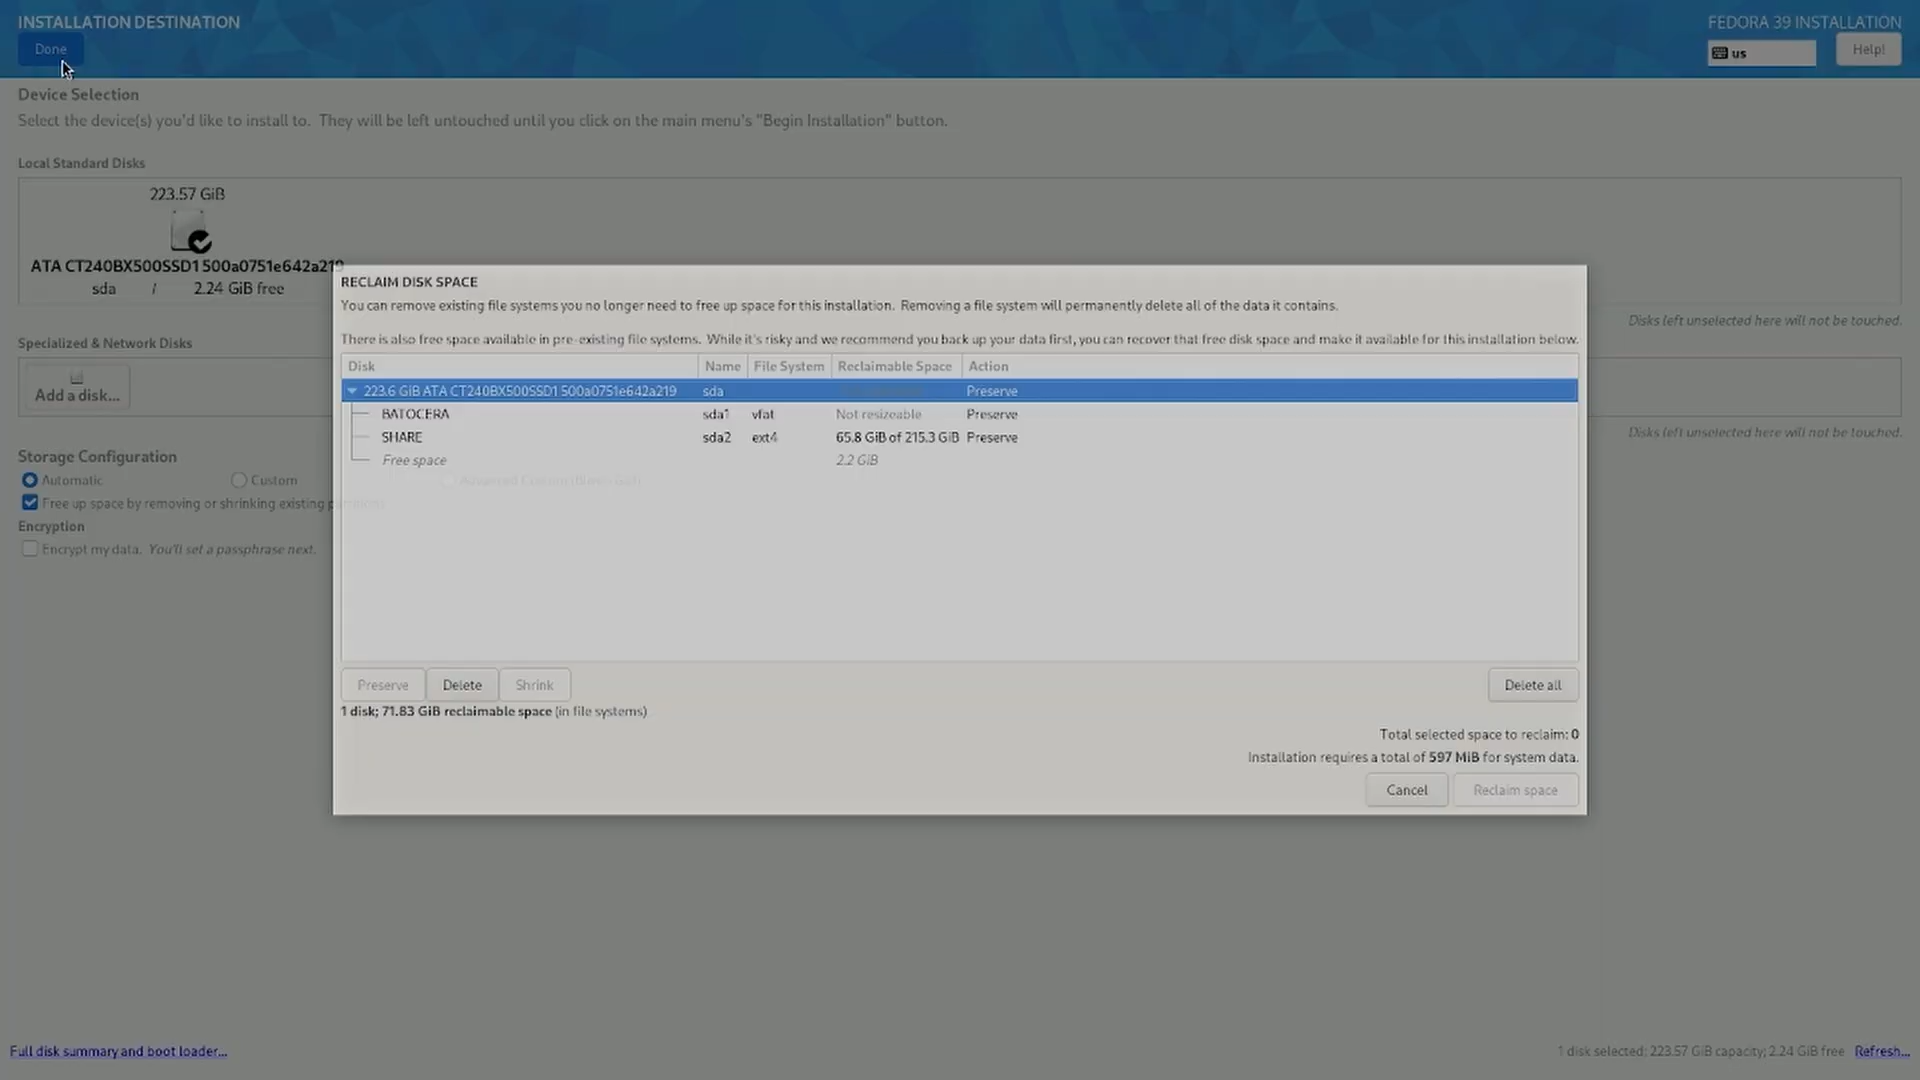 INSTALLATION DESTINATION
FEDORA 39 INSTALLATION
Done
us
Help!
Device Selection
Select the device(s) you'd like to install to. They will be left untouched until you click on the main menu's "Begin Installation" button.
Local Standard Disks
223.57 GiB
ATA CT240BX500SSD1 500a0751e642a219
sda / 2.24 GiB free
Disks left unselected here will not be touched.
Specialized & Network Disks
Add a disk...
Disks left unselected here will not be touched.
Storage Configuration
Automatic
Custom
Advanced Custom (Blivet-GUI)
Free up space by removing or shrinking existing partitions
Encryption
Encrypt my data. You'll set a passphrase next.
RECLAIM DISK SPACE
You can remove existing file systems you no longer need to free up space for this installation. Removing a file system will permanently delete all of the data it contains.
There is also free space available in pre-existing file systems. While it's risky and we recommend you back up your data first, you can recover that free disk space and make it available for this installation below.
Disk Name File System Reclaimable Space Action
223.6 GiB ATA CT240BX500SSD1 500a0751e642a219 sda Preserve
BATOCERA sda1 vfat Not resizeable Preserve
SHARE sda2 ext4 65.8 GiB of 215.3 GiB Preserve
Free space 2.2 GiB
Preserve Delete Shrink
Delete all
1 disk; 71.83 GiB reclaimable space (in file systems)
Total selected space to reclaim: 0
Installation requires a total of 597 MiB for system data.
Cancel
Reclaim space
Full disk summary and boot loader...
1 disk selected; 223.57 GiB capacity; 2.24 GiB free Refresh...